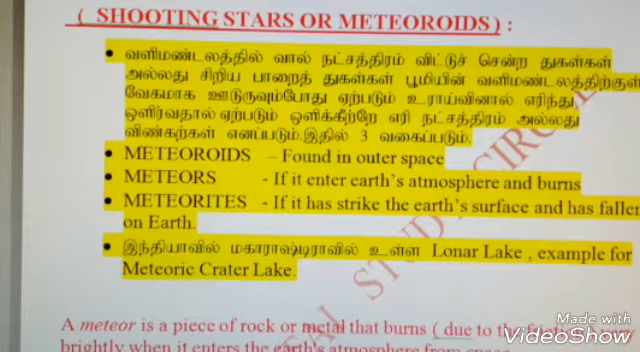 ( SHOOTING STARS OR METEOROIDS ) :
• வளிமண்டலத்தில் வால் நட்சத்திரம் விட்டுச் சென்ற துகள்கள்
அல்லது சிறிய பாறைத் துகள்கள் பூமியின் வளிமண்டலத்திற்குள்
வேகமாக ஊடுருவும்போது ஏற்படும் உராய்வினால் எரிந்து
ஒளிர்வதால் ஏற்படும் ஒளிக்கீற்றே எரி நட்சத்திரம் அல்லது
விண்கற்கள் எனப்படும்.இதில் 3 வகைப்படும்.
• METEOROIDS – Found in outer space
• METEORS - If it enter earth's atmosphere and burns
• METEORITES - If it has strike the earth's surface and has fallen
on Earth.
• இந்தியாவில் மகாராஷ்டிராவில் உள்ள Lonar Lake , example for
Meteoric Crater Lake.
A meteor is a piece of rock or metal that burns ( due to the
brightly when it enters the earth's atmosphere from space
STUDY CIRCLE
Made with
VideoShow